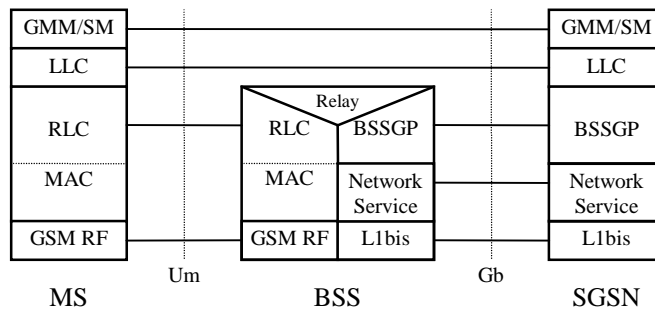 GMM/SM
GMM/SM
LLC
LLC
Relay
RLC
RLC
BSSGP
BSSGP
MAC
MAC
Network
Service
Network
Service
GSM RF
GSM RF
L1bis
L1bis
Um
Gb
MS
BSS
SGSN